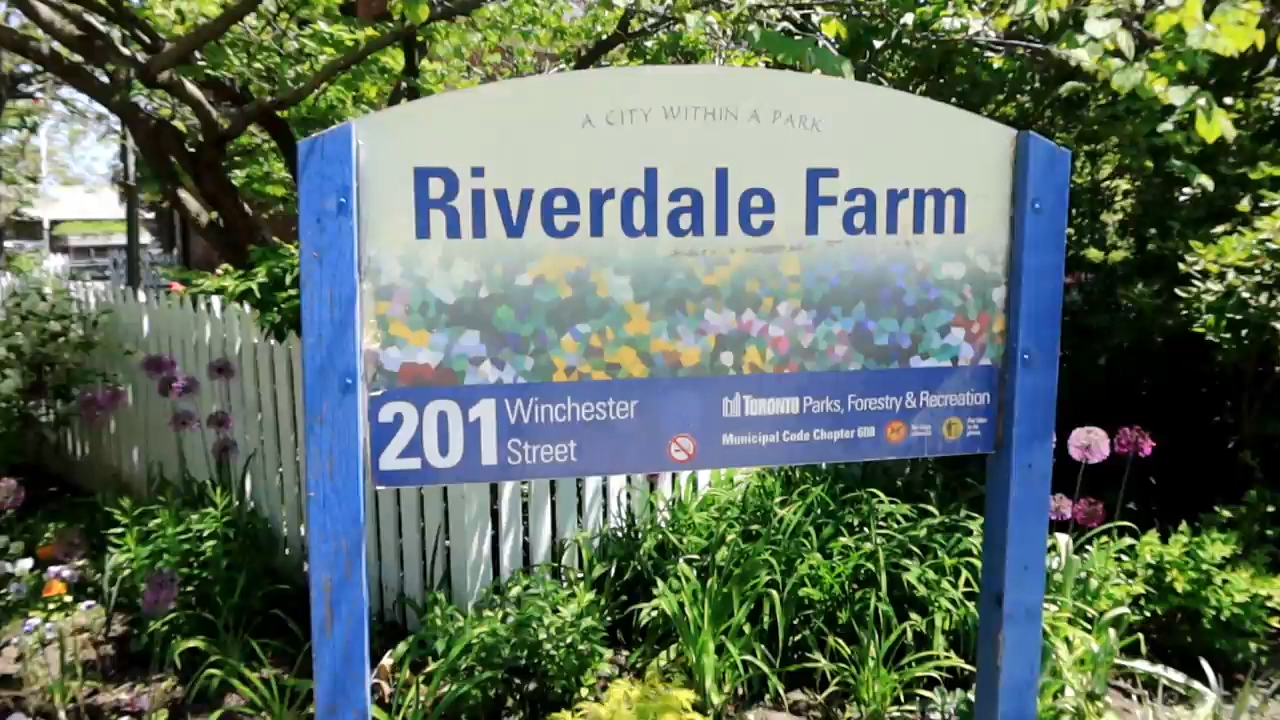 A CITY WITHIN A PARK
Riverdale Farm
201 Winchester
Street
TORONTO Parks, Forestry & Recreation
Municipal Code Chapter 608